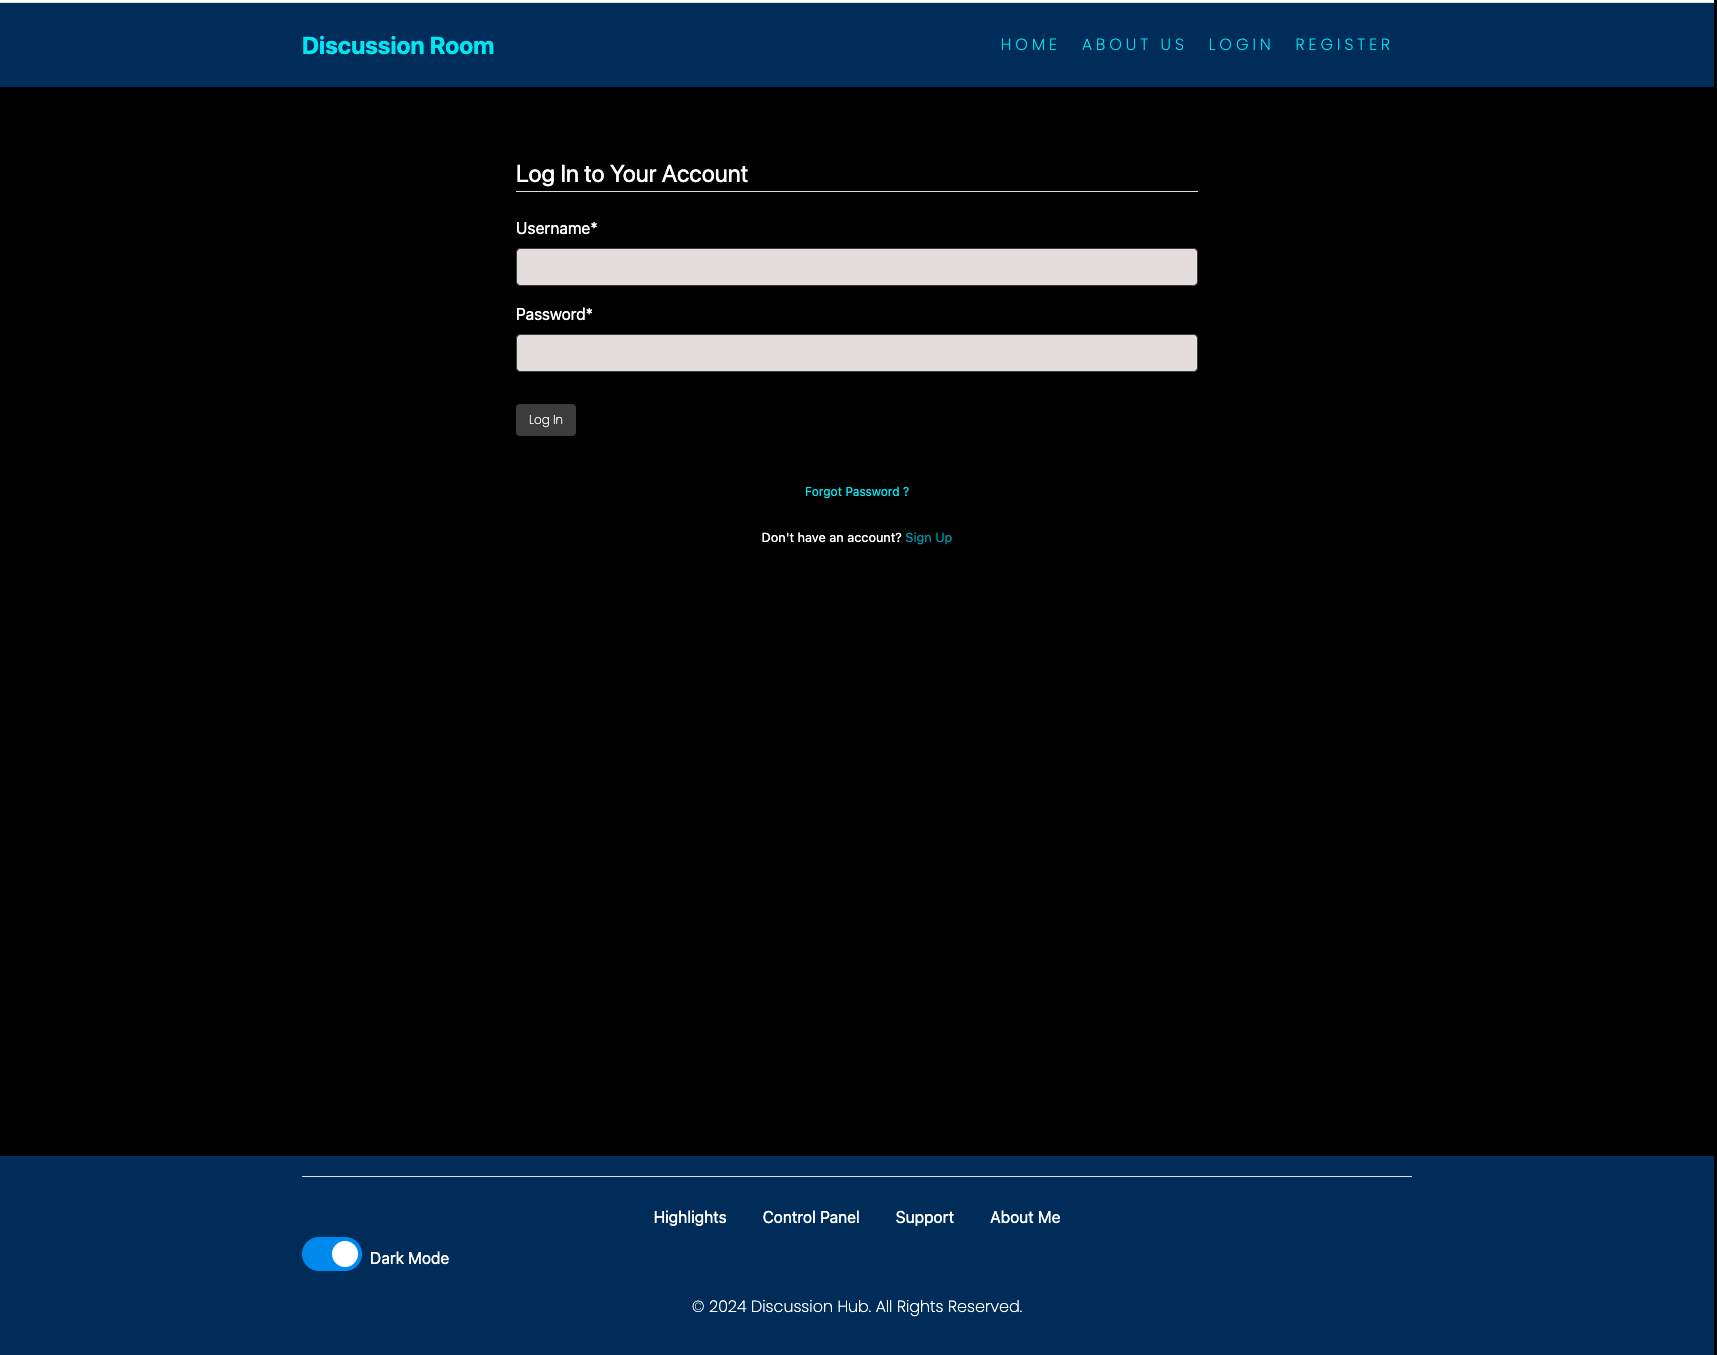 Discussion Room
HOME ABOUT US LOGIN REGISTER
Log In to Your Account
Username*
Password*
Log In
Forgot Password ?
Don't have an account? Sign Up
Highlights Control Panel Support About Me
Dark Mode
© 2024 Discussion Hub. All Rights Reserved.